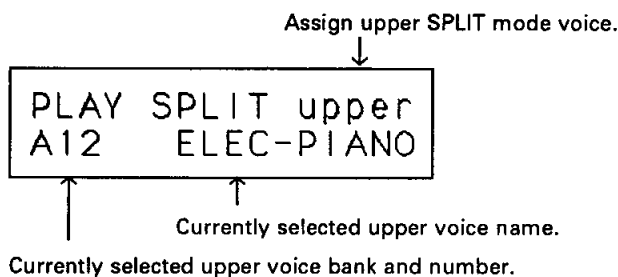 Assign upper SPLIT mode voice.
PLAY SPLIT upper
A12 ELEC-PIANO
Currently selected upper voice name.
Currently selected upper voice bank and number.